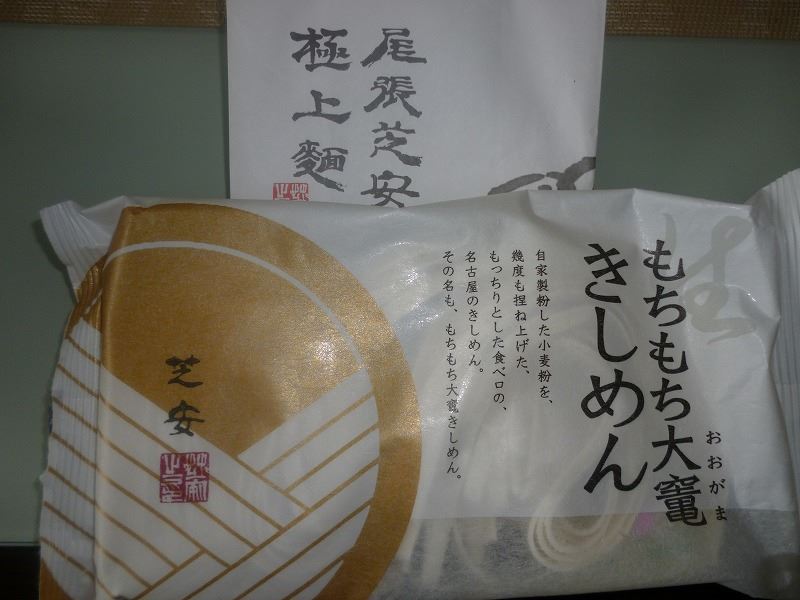 尾張芝安
極上麵
生
もちもち大竈
おおがま
きしめん
自家製粉した小麦粉を、
幾度も捏ね上げた、
もっちりとした食べ口の、
名古屋のきしめん。
その名も、もちもち大竈きしめん。
芝安